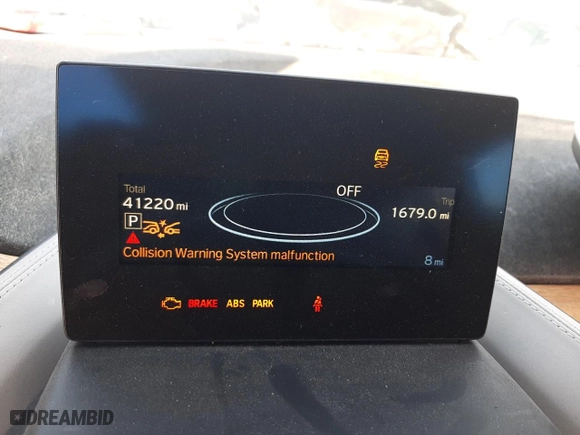 OFF
Total
41220 mi
Trip
1679.0 mi
P
Collision Warning System malfunction
8 mi
BRAKE ABS PARK
DREAMBID